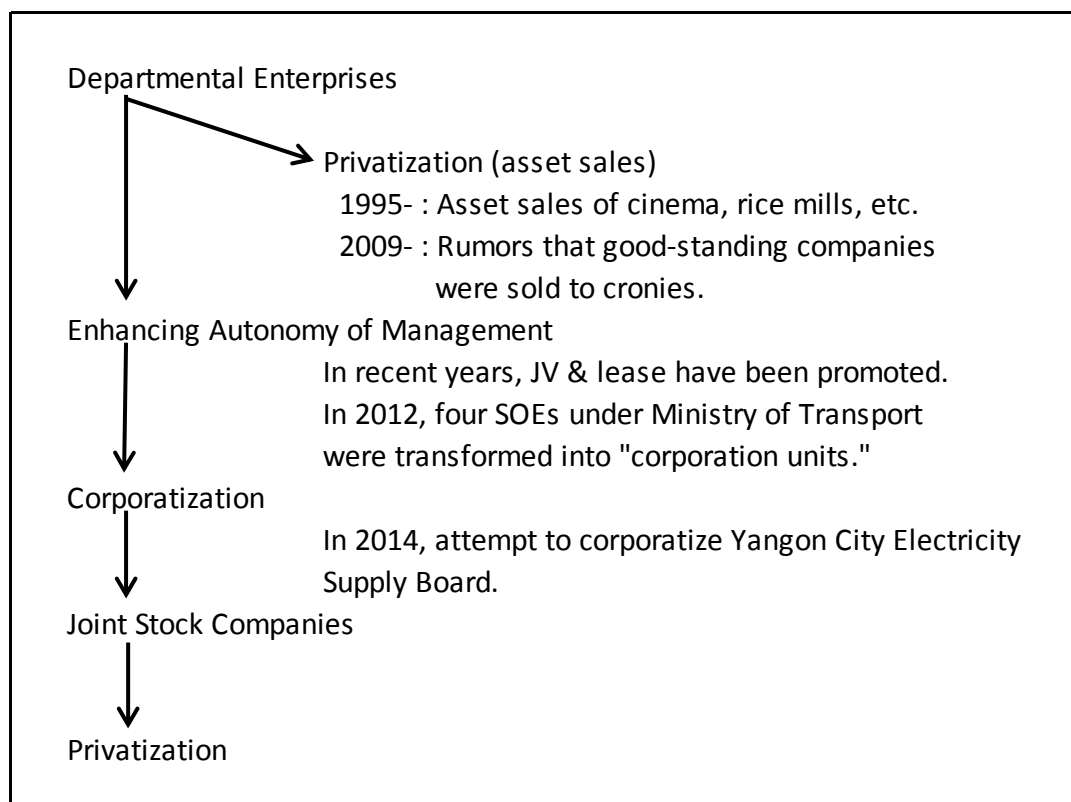 Departmental Enterprises
Privatization (asset sales)
1995- : Asset sales of cinema, rice mills, etc.
2009- : Rumors that good-standing companies
were sold to cronies.
Enhancing Autonomy of Management
In recent years, JV & lease have been promoted.
In 2012, four SOEs under Ministry of Transport
were transformed into "corporation units."
Corporatization
In 2014, attempt to corporatize Yangon City Electricity
Supply Board.
Joint Stock Companies
Privatization